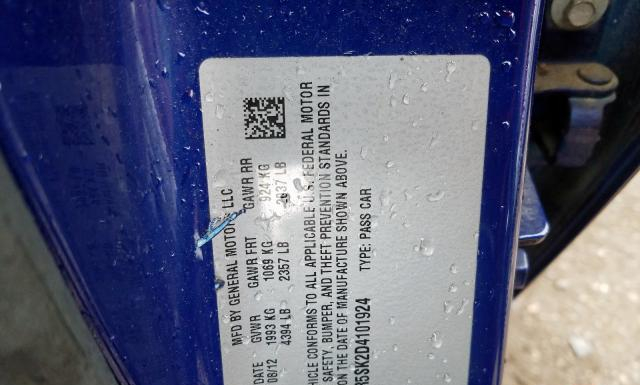 MFD BY GENERAL MOTORS LLC
DATE GVWR GAWR FRT GAWR RR
08/12 1993 KG 1069 KG 924 KG
4394 LB 2357 LB 2037 LB
HICLE CONFORMS TO ALL APPLICABLE U.S. FEDERAL MOTOR
SAFETY, BUMPER, AND THEFT PREVENTION STANDARDS IN
ON THE DATE OF MANUFACTURE SHOWN ABOVE.
5SK2D4101924 TYPE: PASS CAR